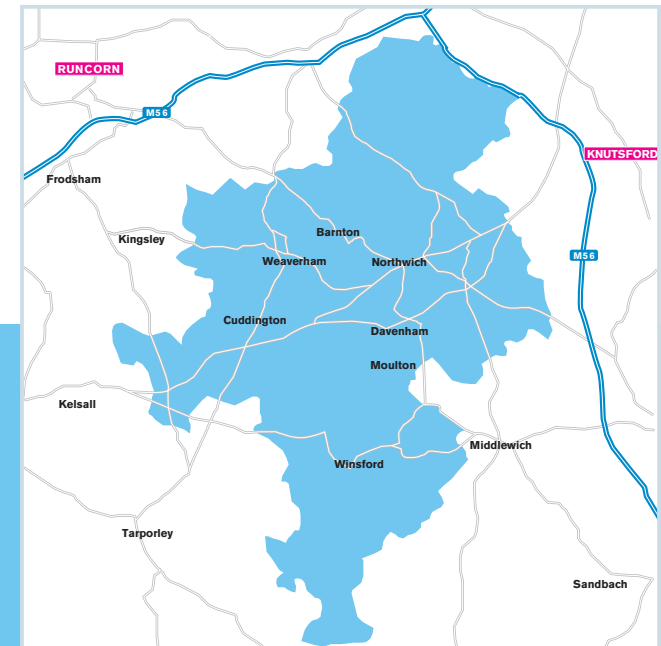 RUNCORN
M56
KNUTSFORD
Frodsham
Barnton
Kingsley
M56
Weaverham
Northwich
Cuddington
Davenham
Moulton
Kelsall
Middlewich
Winsford
Tarporley
Sandbach